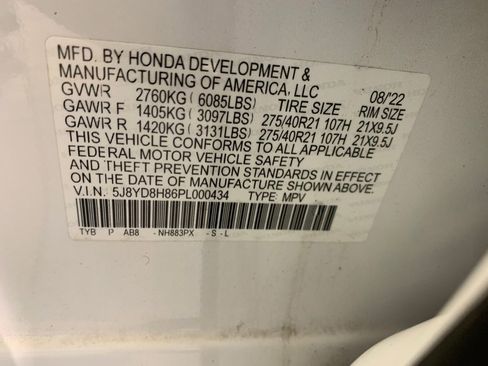 MFD. BY HONDA DEVELOPMENT &
MANUFACTURING OF AMERICA, LLC 08/'22
GVWR 2760KG ( 6085LBS) TIRE SIZE RIM SIZE
GAWR F 1405KG ( 3097LBS) 275/40R21 107H 21X9.5J
GAWR R 1420KG ( 3131LBS) 275/40R21 107H 21X9.5J
THIS VEHICLE CONFORMS TO ALL APPLICABLE
FEDERAL MOTOR VEHICLE SAFETY
AND THEFT PREVENTION STANDARDS IN EFFECT
ON THE DATE OF MANUFACTURE SHOWN ABOVE.
V.I.N. 5J8YD8H86PL000434 TYPE: MPV
TYB P AB8 - NH883PX - S - L